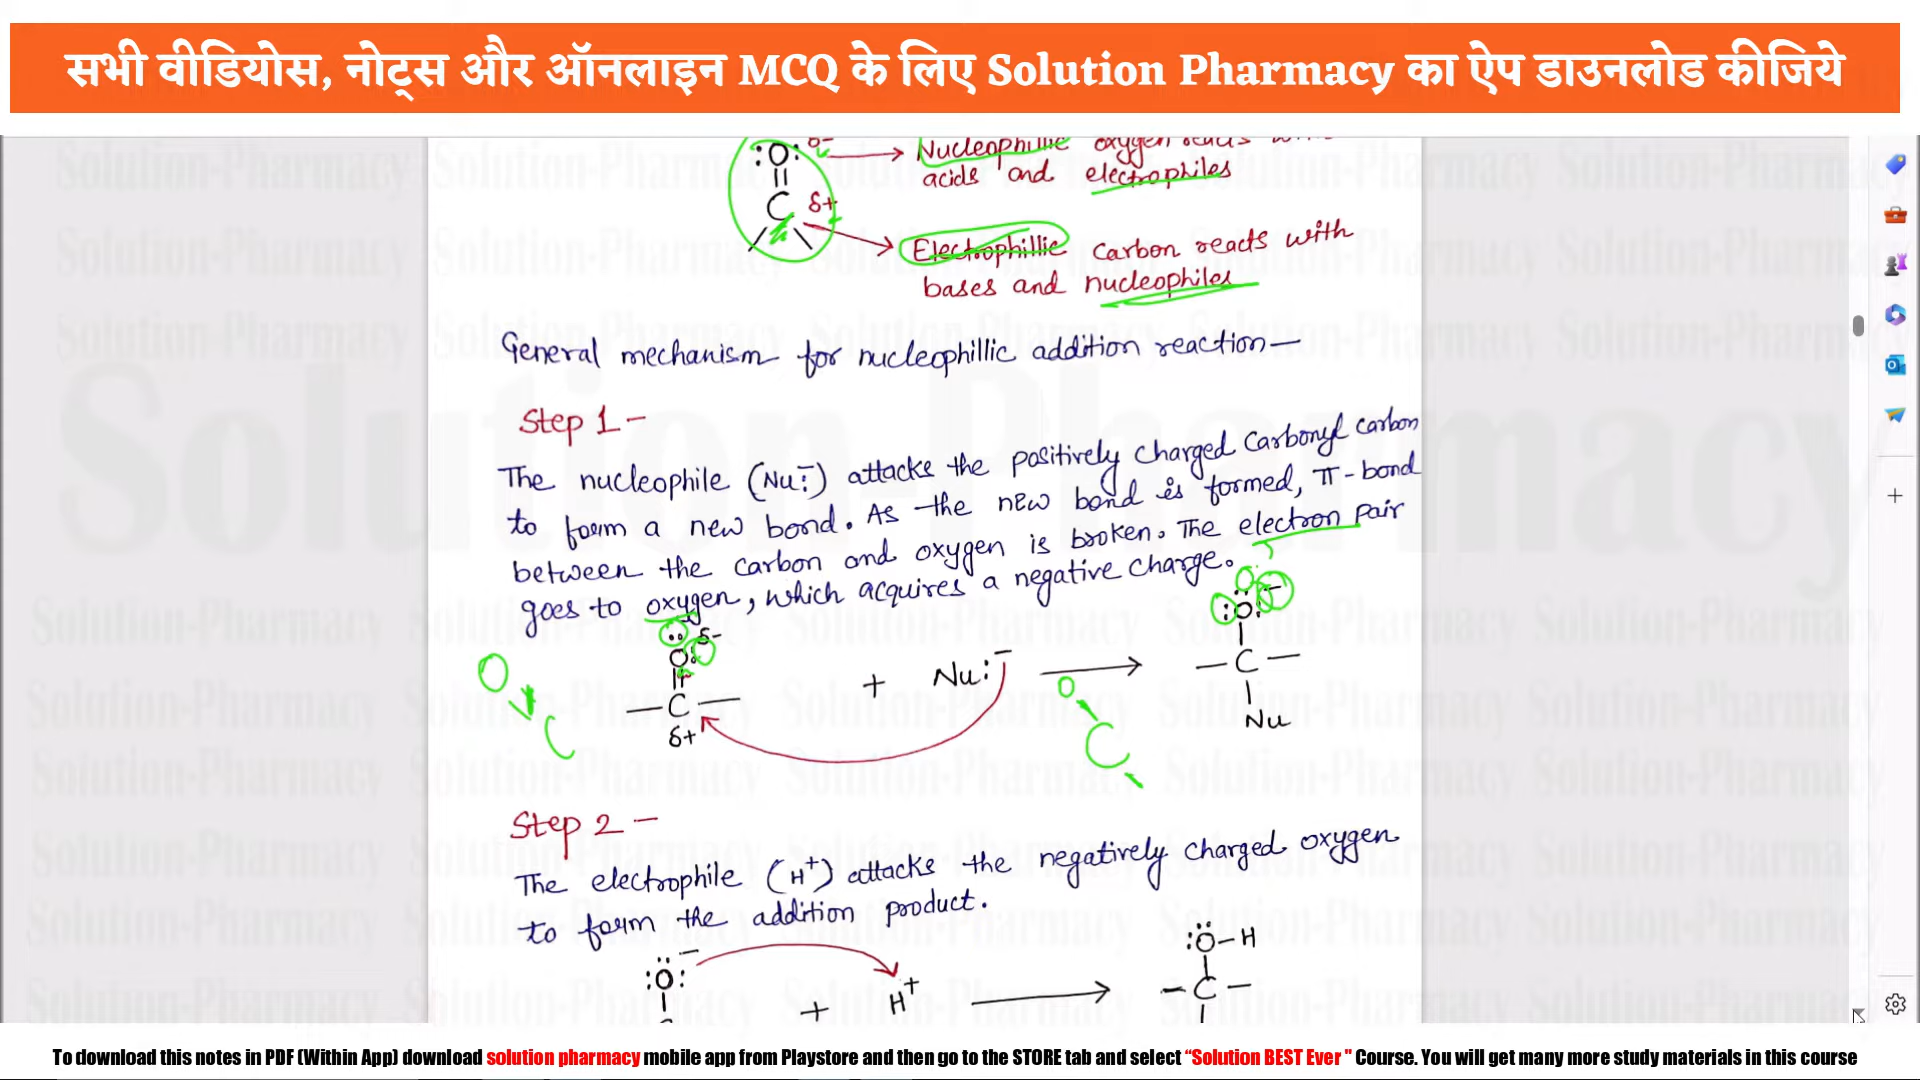 सभी वीडियोस, नोट्स और ऑनलाइन MCQ के लिए Solution Pharmacy का ऐप डाउनलोड कीजिये
:O: δ-
Nucleophillic oxygen reacts
acids and electrophiles
C δ+
Electrophillic Carbon reacts with
bases and nucleophiles
General mechanism for nucleophillic addition reaction—
Step 1 –
The nucleophile (Nu:-) attacks the positively charged Carbonyl carbon
to form a new bond. As the new bond is formed, π-bond
between the carbon and oxygen is broken. The electron pair
goes to oxygen, which acquires a negative charge.
O δ-
:O:-
— C —
δ+
+ Nu:-
— C —
Nu
O C
O C
Step 2 –
The electrophile (H+) attacks the negatively charged oxygen
to form the addition product.
:O:-
+ H+
:O–H
– C –
Solution-Pharmacy
To download this notes in PDF (Within App) download solution pharmacy mobile app from Playstore and then go to the STORE tab and select “Solution BEST Ever " Course. You will get many more study materials in this course